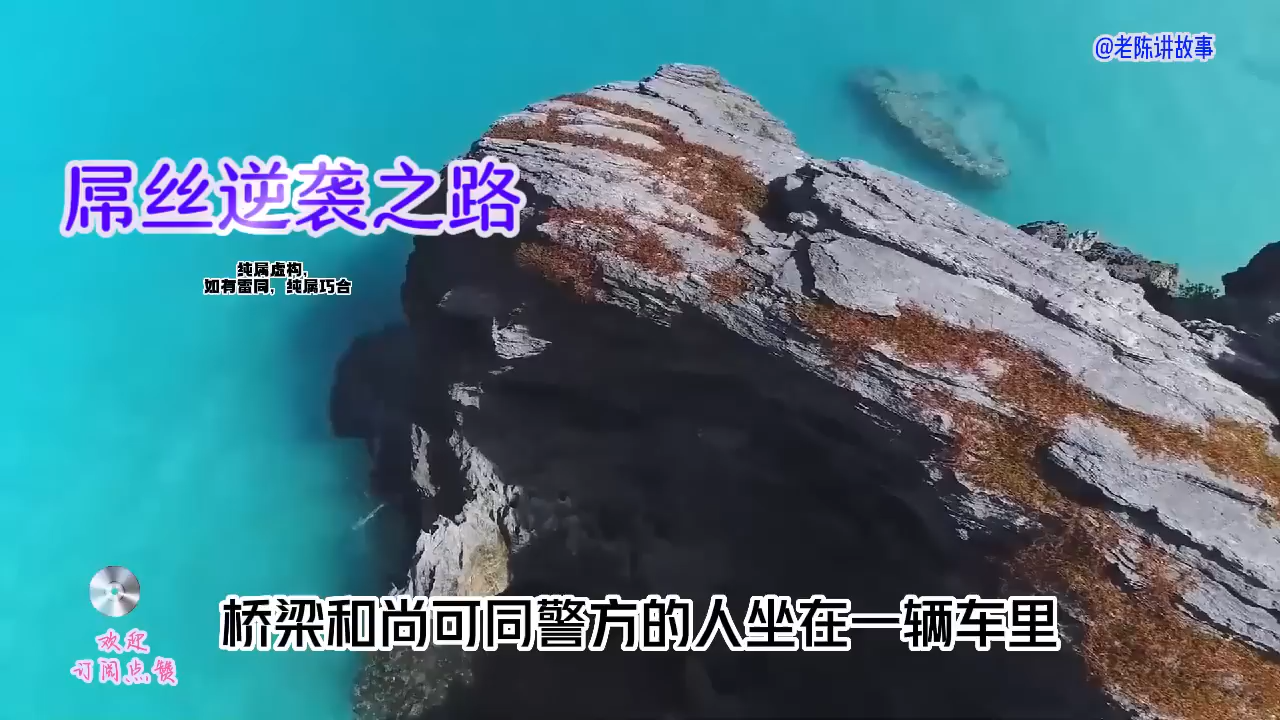 @老陈讲故事
屌丝逆袭之路
纯属虚构，
如有雷同，纯属巧合
桥梁和尚可同警方的人坐在一辆车里
欢迎
订阅点赞